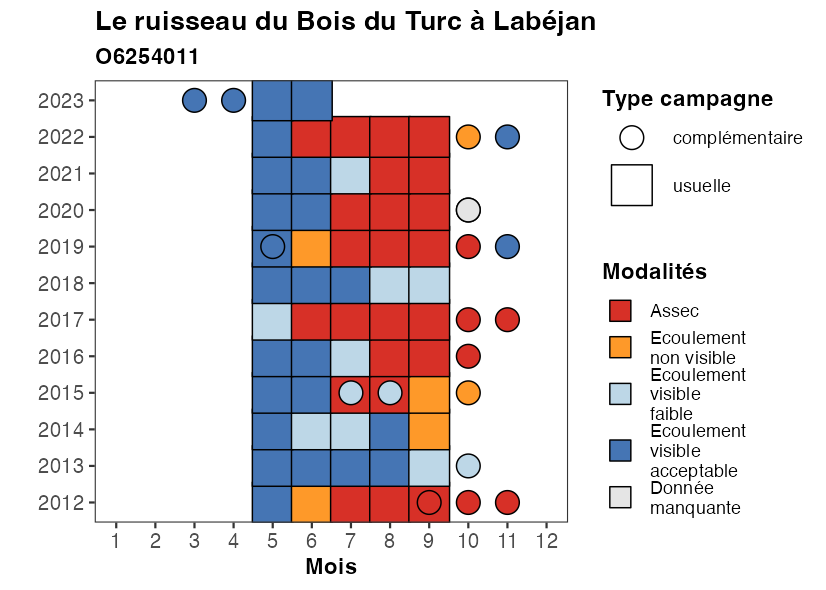 Le ruisseau du Bois du Turc à Labéjan
O6254011
2023
2022
2021
2020
2019
2018
2017
2016
2015
2014
2013
2012
1 2 3 4 5 6 7 8 9 10 11 12
Mois
Type campagne
complémentaire
usuelle
Modalités
Assec
Ecoulement
non visible
Ecoulement
visible
faible
Ecoulement
visible
acceptable
Donnée
manquante